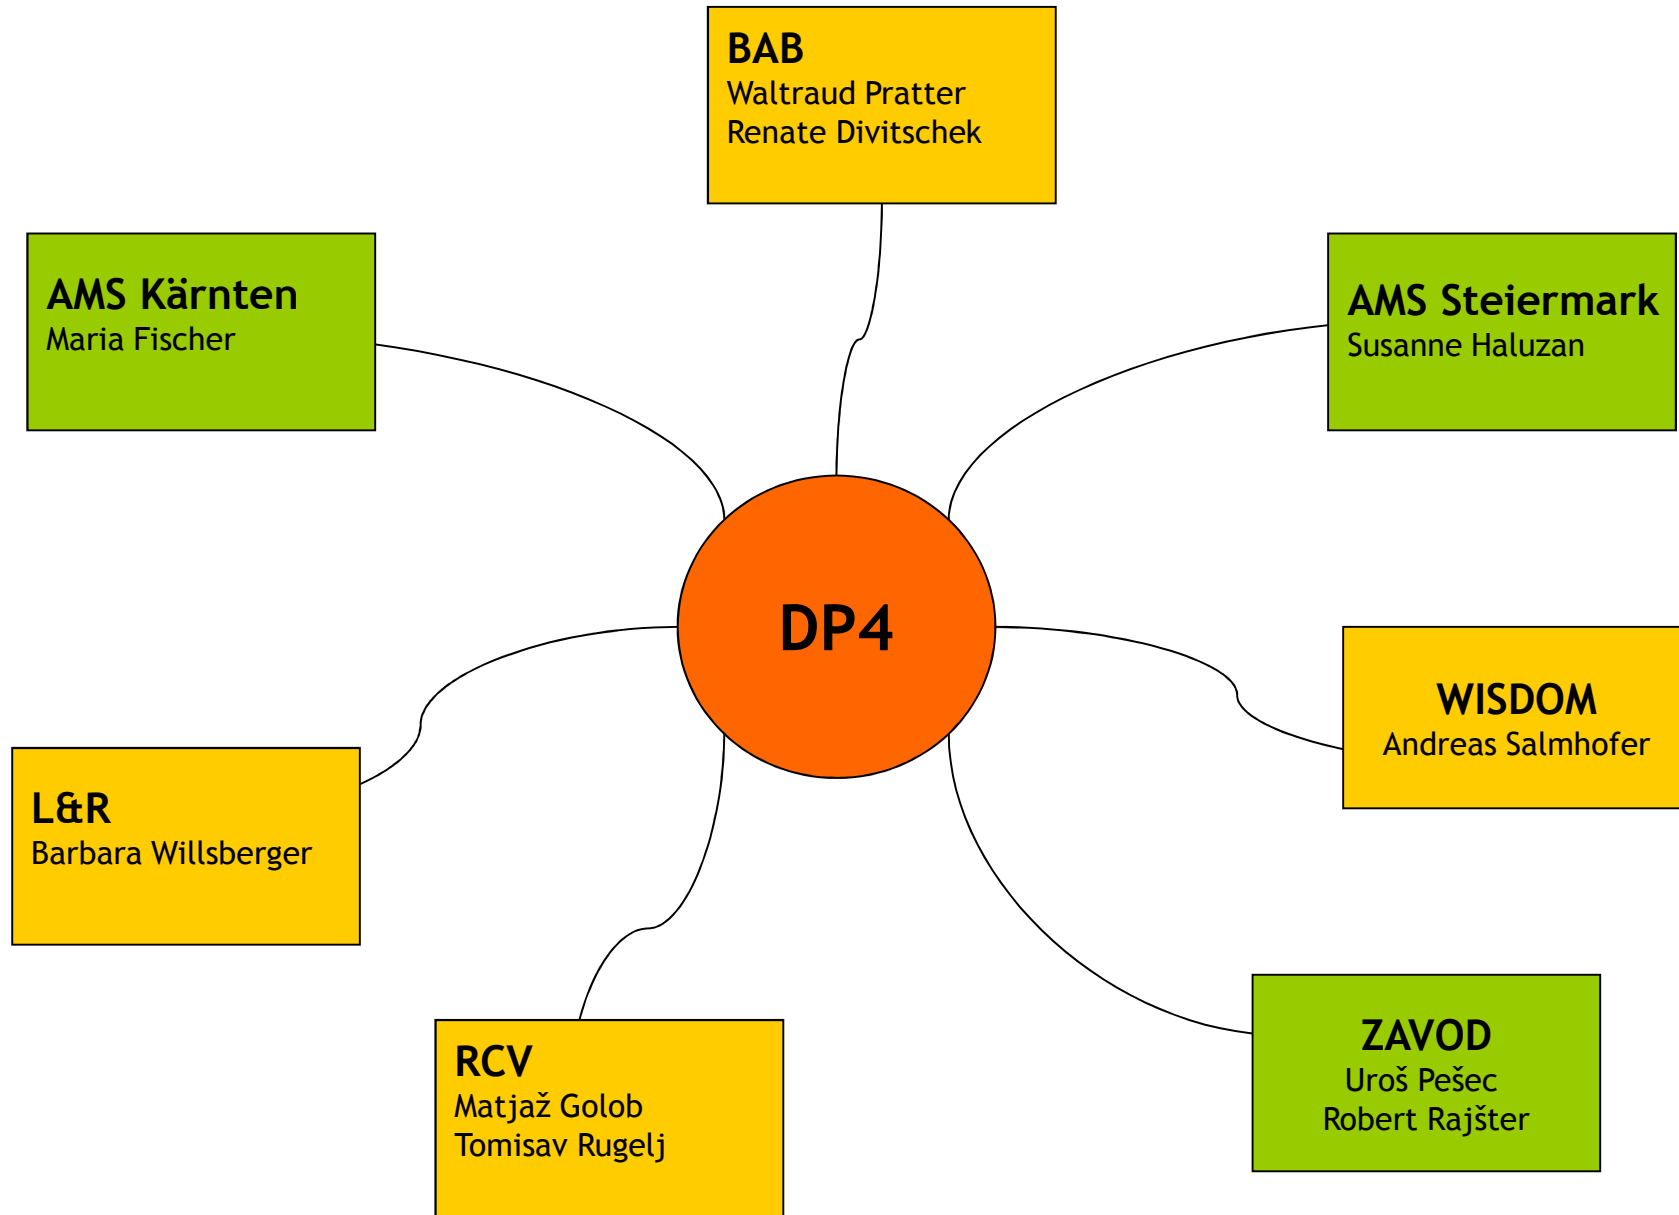 BAB
Waltraud Pratter
Renate Divitschek
AMS Kärnten
Maria Fischer
AMS Steiermark
Susanne Haluzan
DP4
WISDOM
Andreas Salmhofer
L&R
Barbara Willsberger
ZAVOD
Uroš Pešec
Robert Rajšter
RCV
Matjaž Golob
Tomisav Rugelj